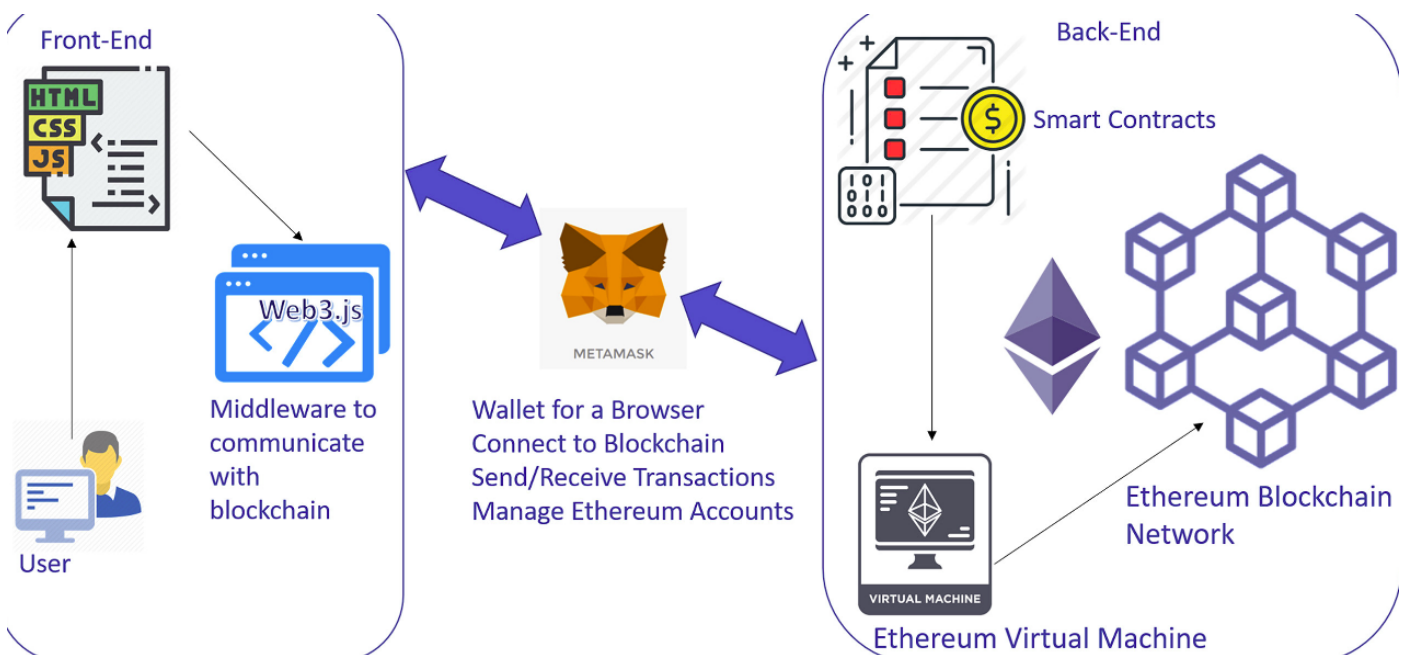 Front-End
HTML
CSS
JS
Web3.js
Middleware to
communicate
with
blockchain
User
METAMASK
Wallet for a Browser
Connect to Blockchain
Send/Receive Transactions
Manage Ethereum Accounts
Back-End
Smart Contracts
101
011
000
VIRTUAL MACHINE
Ethereum Virtual Machine
Ethereum Blockchain
Network